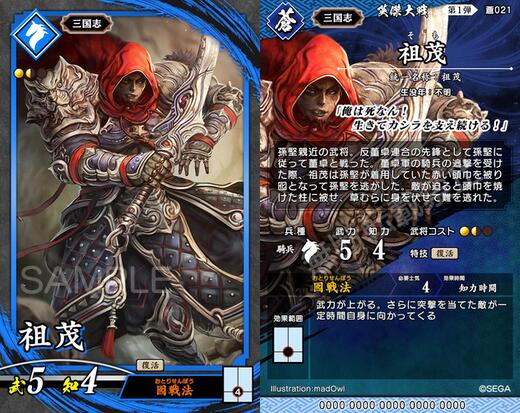 三国志
SAMPLE
祖茂
復活
武5 知4
おとりせんぽう
囮戦法
4
蒼
三国志
英傑大戦
第1弾
蒼021
そ も
祖茂
統一名称：祖茂
生没年：不明
「俺は死なん！
生きてカシラを支え続ける！」
孫堅親近の武将。反董卓連合の先鋒として孫堅に
従って董卓と戦った。董卓軍の騎兵の追撃を受け
た際、祖茂は孫堅が着用していた赤い頭巾を被り
囮となって孫堅を逃がした。敵が迫ると頭巾を焼
けた柱に被せ、草むらに身を伏せて難を逃れた。
兵種 武力 知力 武将コスト
騎兵 5 4 特技 復活
おとりせんぽう 必要士気 効果時間
囮戦法 4 知力時間
効果範囲
武力が上がる。さらに突撃を当てた敵が一
定時間自身に向かってくる
Illustration:madOwl
©SEGA
0000 0000 0000 0000 0000